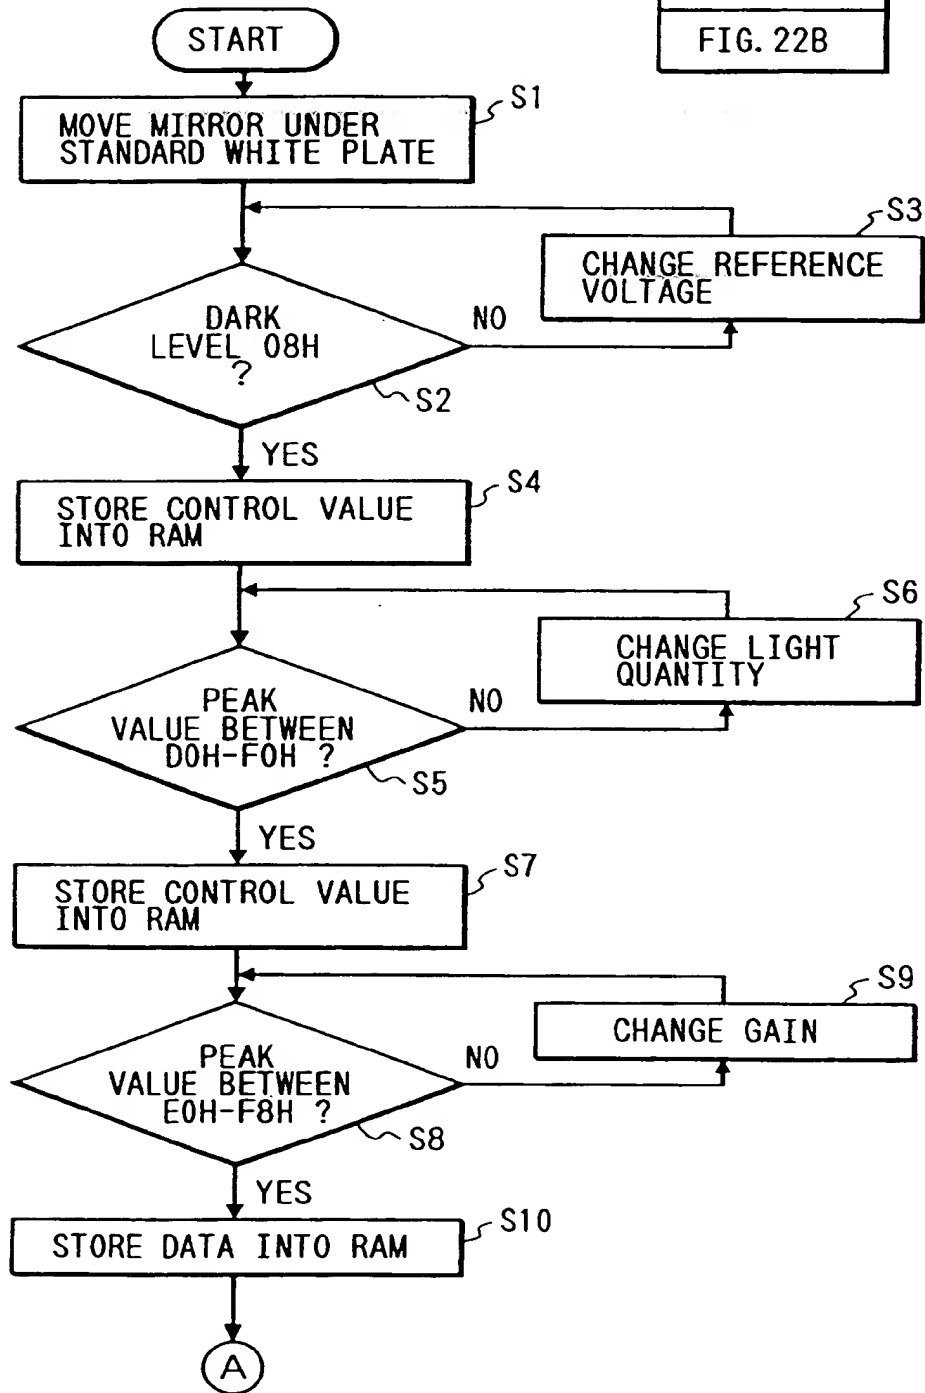 FIG. 22B
START
S1
MOVE MIRROR UNDER
STANDARD WHITE PLATE
S3
CHANGE REFERENCE
VOLTAGE
DARK
LEVEL 08H
?
NO
S2
YES
S4
STORE CONTROL VALUE
INTO RAM
S6
CHANGE LIGHT
QUANTITY
PEAK
VALUE BETWEEN
D0H-F0H ?
NO
S5
YES
S7
STORE CONTROL VALUE
INTO RAM
S9
CHANGE GAIN
PEAK
VALUE BETWEEN
E0H-F8H ?
NO
S8
YES
S10
STORE DATA INTO RAM
A